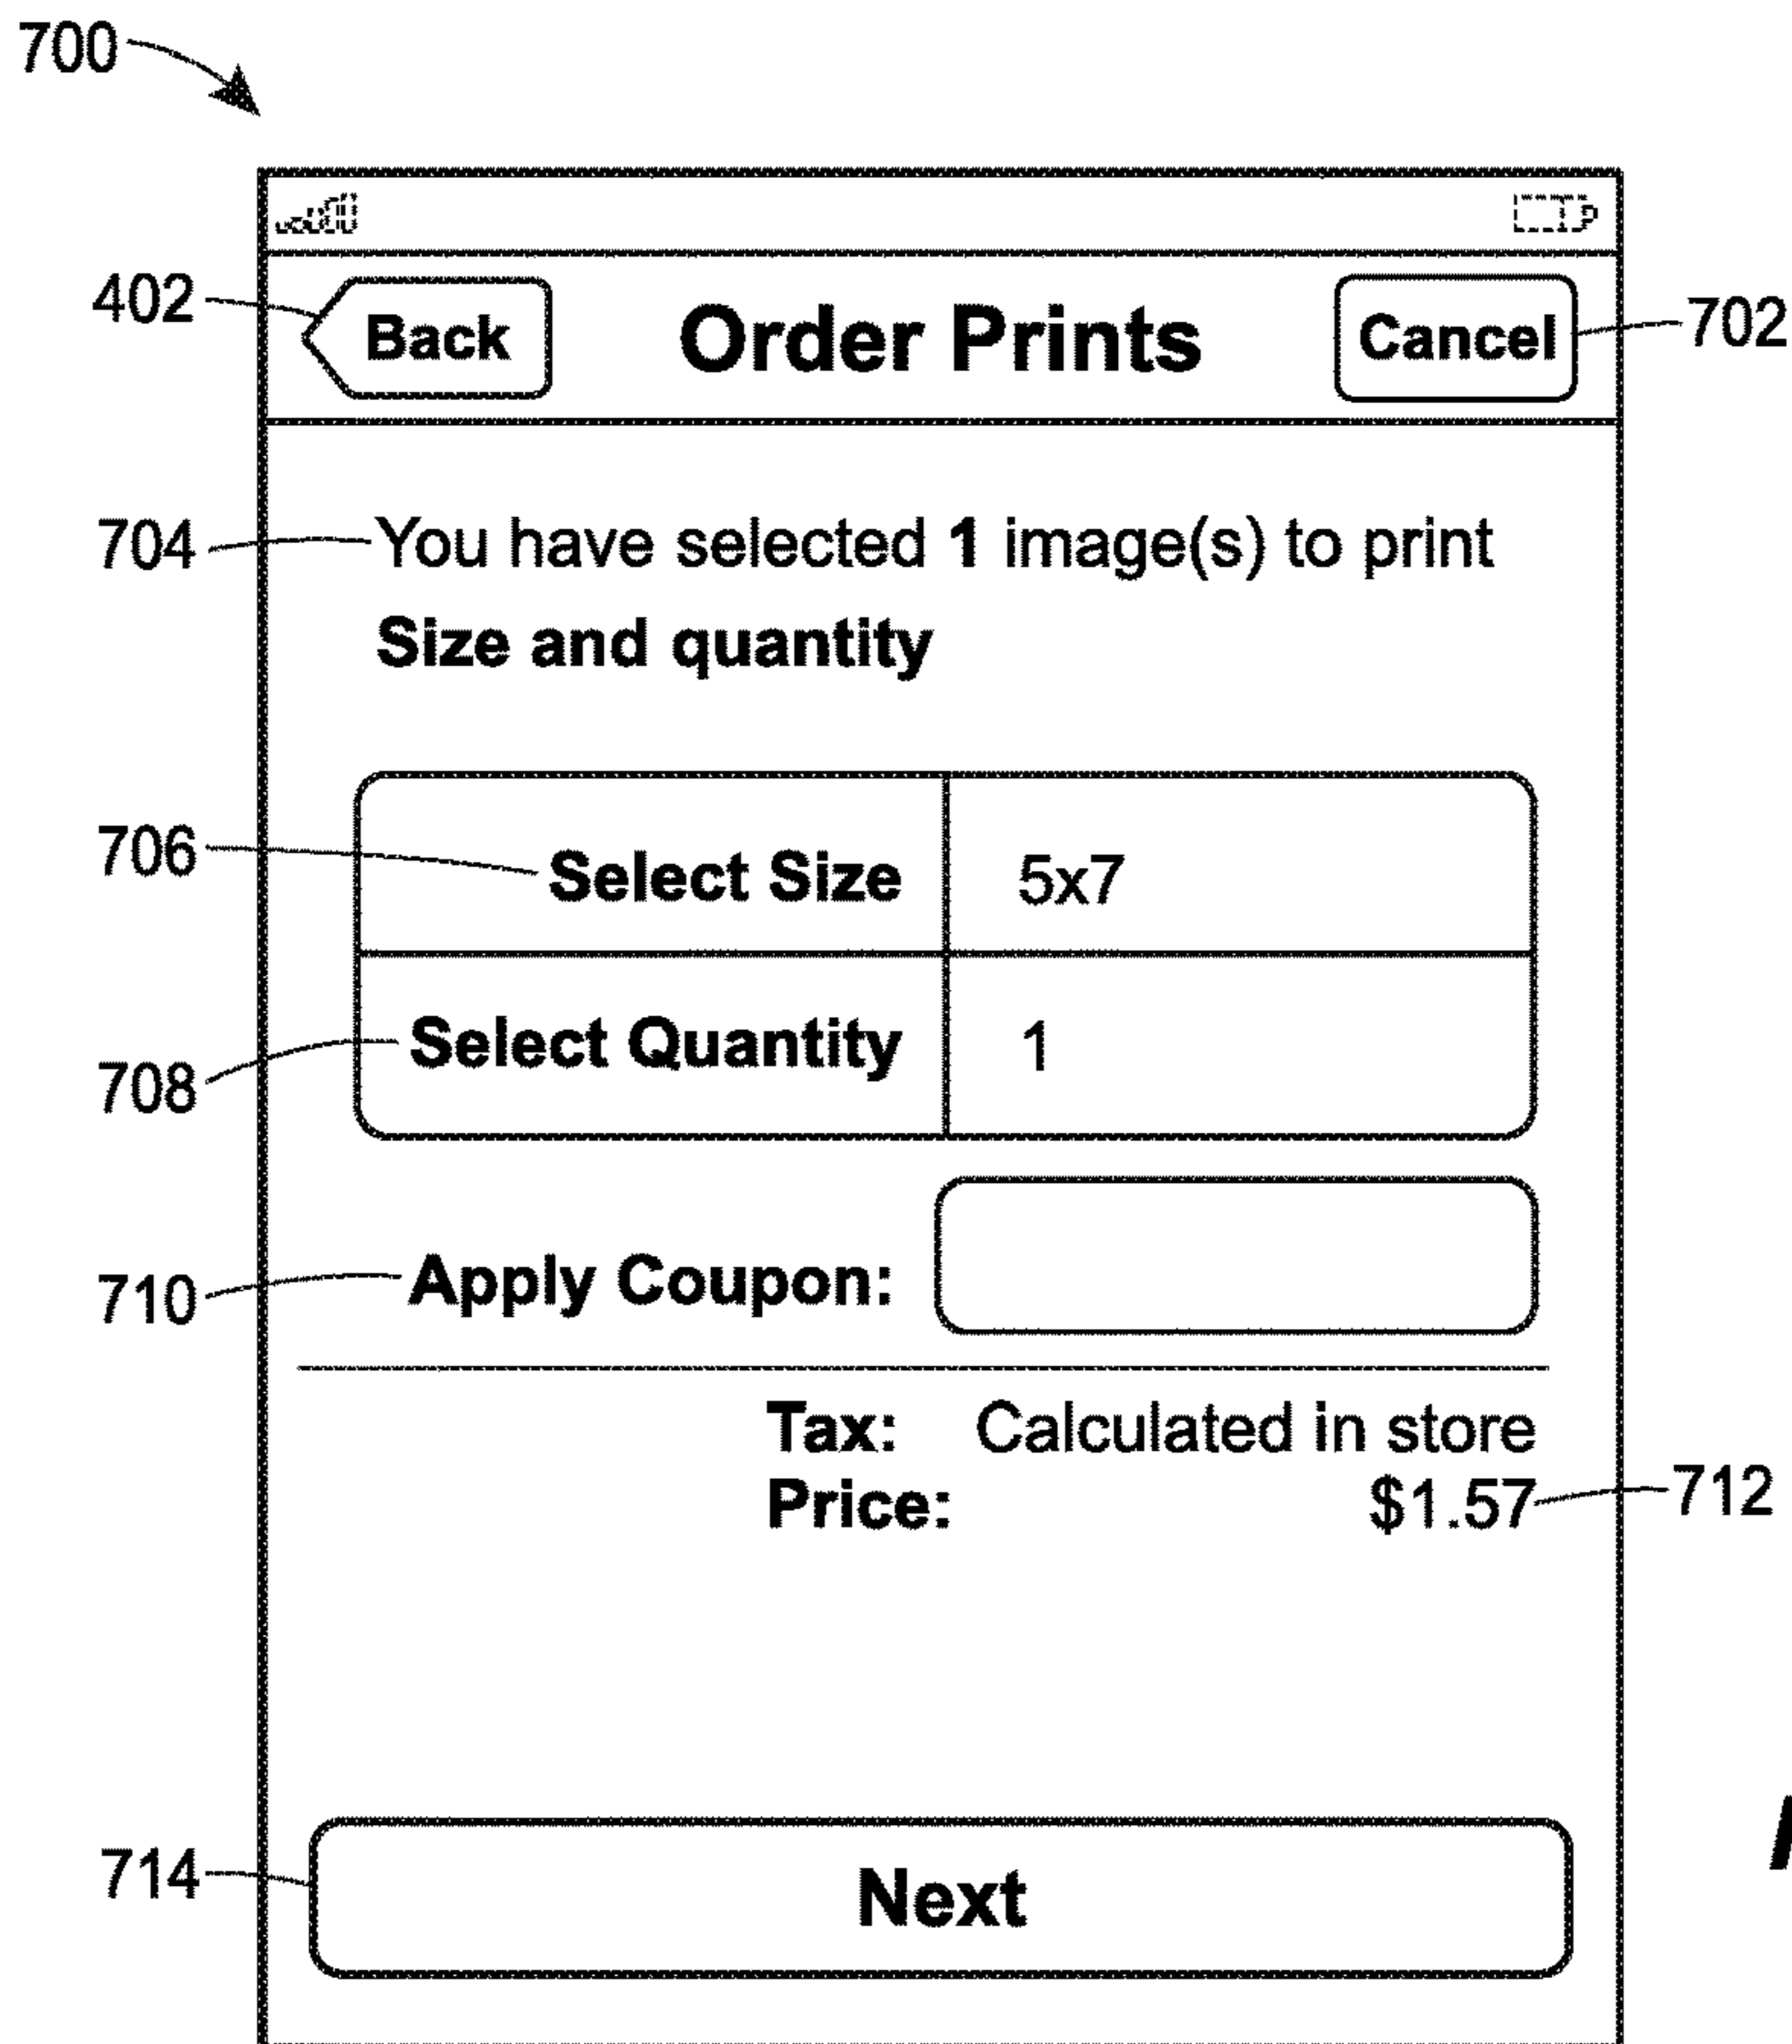 700
402 Back Order Prints Cancel 702
704 You have selected 1 image(s) to print
Size and quantity
706 Select Size 5x7
708 Select Quantity 1
710 Apply Coupon:
Tax: Calculated in store
Price: $1.57 712
714 Next